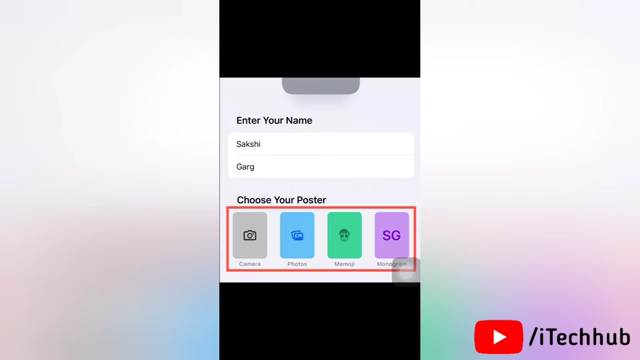 Enter Your Name
Sakshi
Garg
Choose Your Poster
SG
Camera
Photos
Memoji
Monogram
/iTechhub